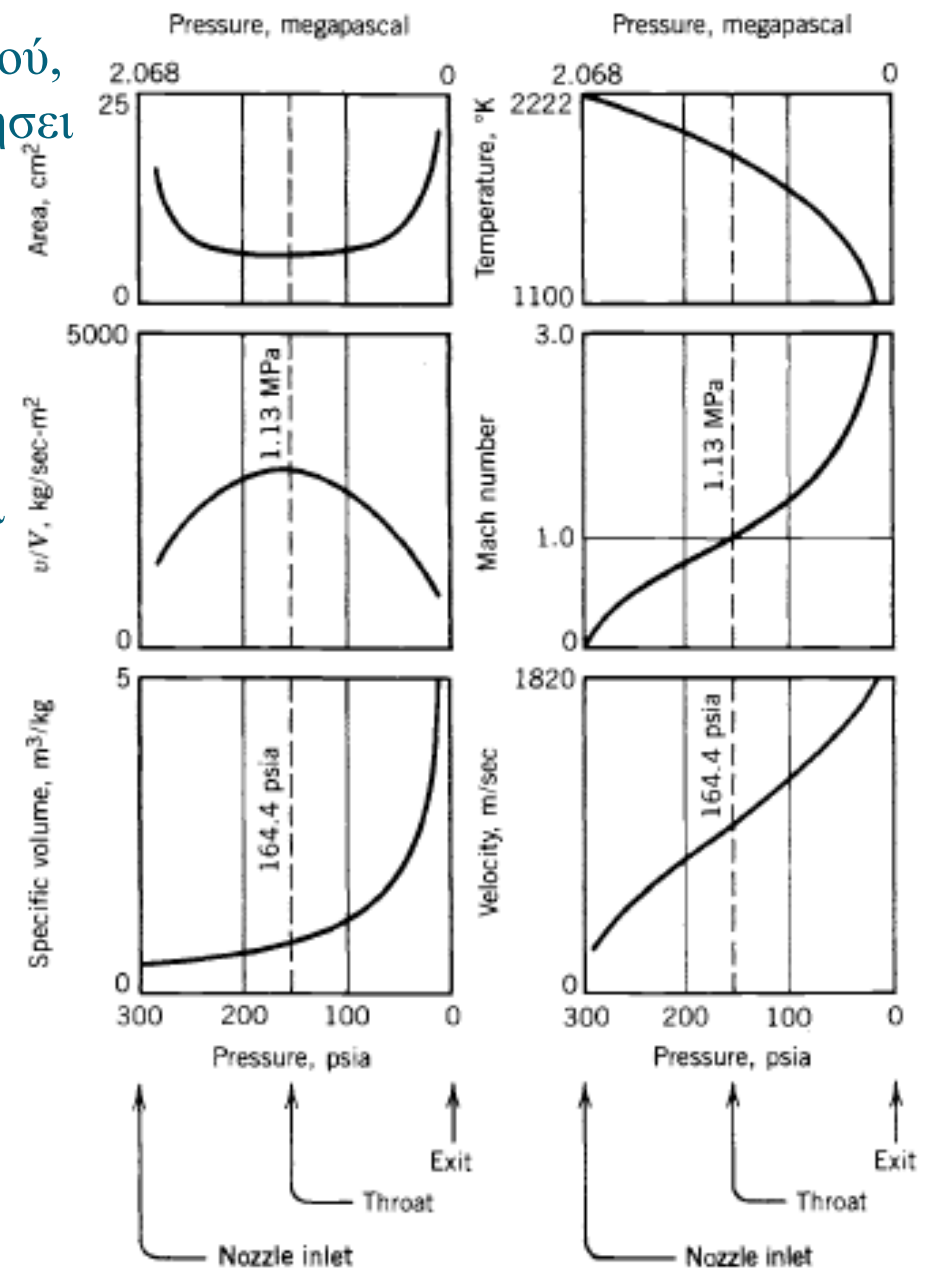 ού,
ησει
Pressure, megapascal
2.068 0
25
Area, cm²
0
5000
1.13 MPa
υ/V, kg/sec-m²
0
5
164.4 psia
Specific volume, m³/kg
0
300 200 100 0
Pressure, psia
Exit
Throat
Nozzle inlet
Pressure, megapascal
2.068 0
2222
Temperature, °K
1100
3.0
1.13 MPa
Mach number
1.0
0
1820
164.4 psia
Velocity, m/sec
0
300 200 100 0
Pressure, psia
Exit
Throat
Nozzle inlet